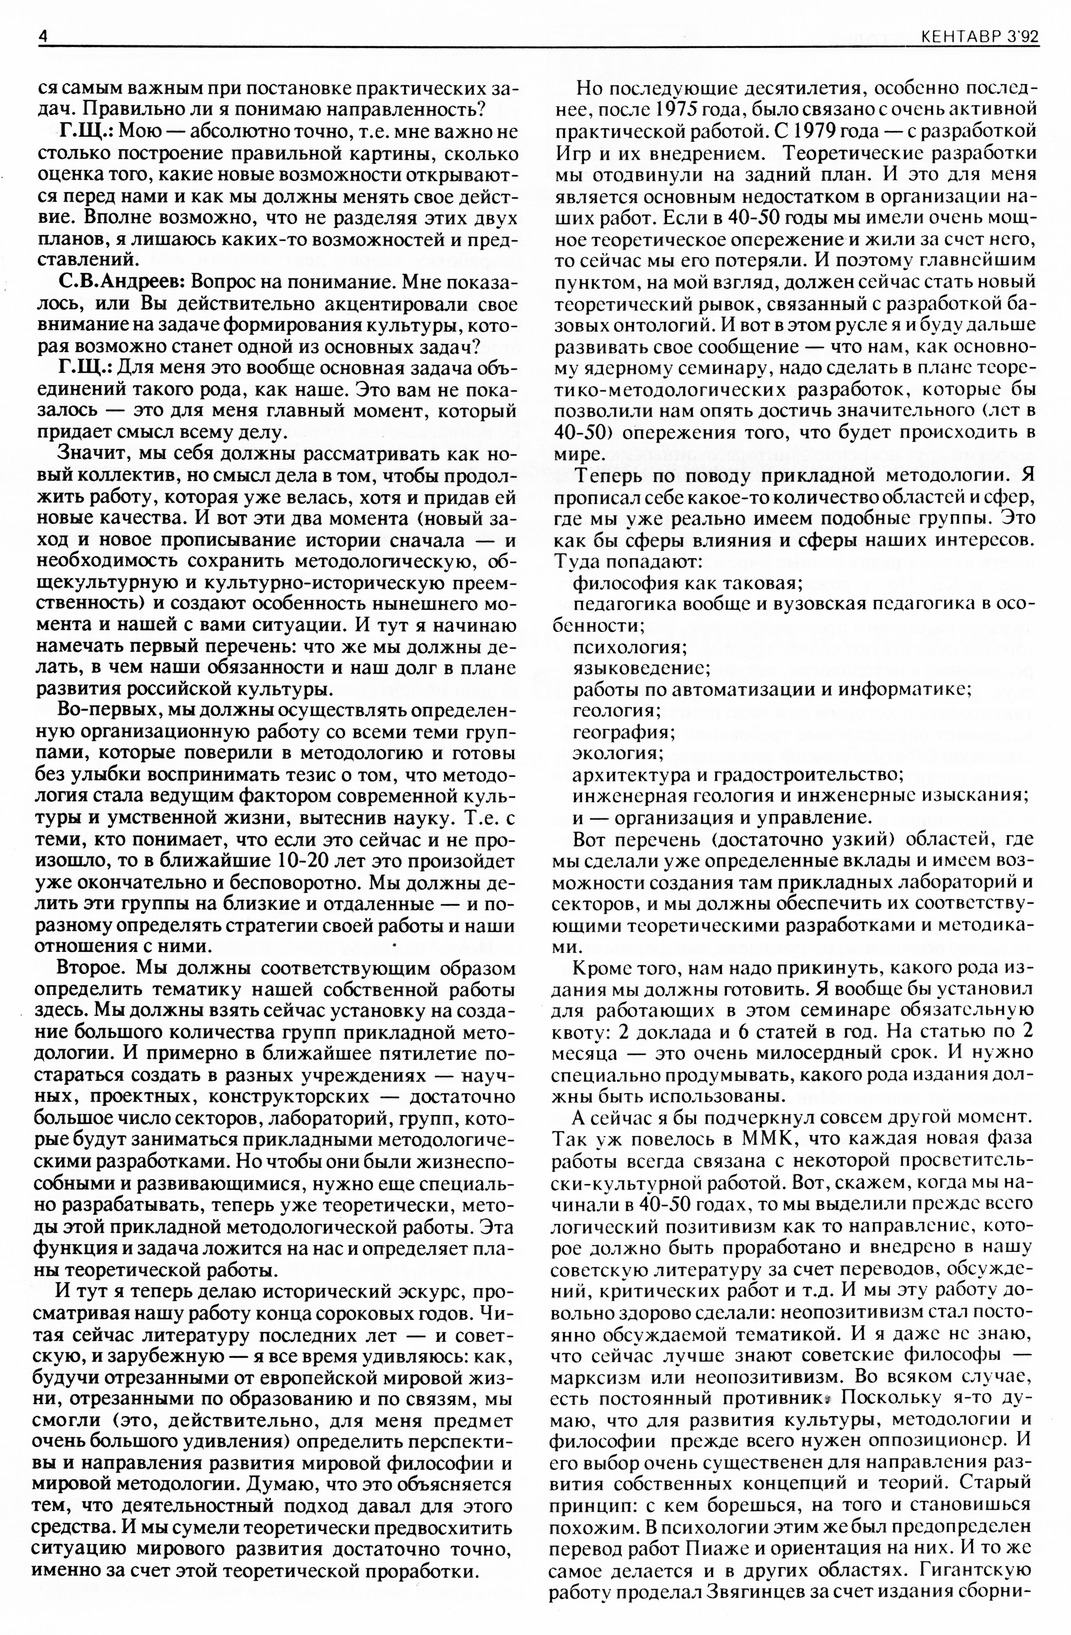 4
КЕНТАВР 3'92
ся самым важным при постановке практических за-
дач. Правильно ли я понимаю направленность?
Г.Щ.: Мою — абсолютно точно, т.е. мне важно не
столько построение правильной картины, сколько
оценка того, какие новые возможности открывают-
ся перед нами и как мы должны менять свое дейст-
вие. Вполне возможно, что не разделяя этих двух
планов, я лишаюсь каких-то возможностей и пред-
ставлений.
С.В.Андреев: Вопрос на понимание. Мне показа-
лось, или Вы действительно акцентировали свое
внимание на задаче формирования культуры, кото-
рая возможно станет одной из основных задач?
Г.Щ.: Для меня это вообще основная задача объ-
единений такого рода, как наше. Это вам не пока-
залось — это для меня главный момент, который
придает смысл всему делу.
Значит, мы себя должны рассматривать как но-
вый коллектив, но смысл дела в том, чтобы продол-
жить работу, которая уже велась, хотя и придав ей
новые качества. И вот эти два момента (новый за-
ход и новое прописывание истории сначала — и
необходимость сохранить методологическую, об-
щекультурную и культурно-историческую преем-
ственность) и создают особенность нынешнего мо-
мента и нашей с вами ситуации. И тут я начинаю
намечать первый перечень: что же мы должны де-
лать, в чем наши обязанности и наш долг в плане
развития российской культуры.
Во-первых, мы должны осуществлять определен-
ную организационную работу со всеми теми груп-
пами, которые поверили в методологию и готовы
без улыбки воспринимать тезис о том, что методо-
логия стала ведущим фактором современной куль-
туры и умственной жизни, вытеснив науку. Т.е. с
теми, кто понимает, что если это сейчас и не про-
изошло, то в ближайшие 10-20 лет это произойдет
уже окончательно и бесповоротно. Мы должны де-
лить эти группы на близкие и отдаленные — и по-
разному определять стратегии своей работы и наши
отношения с ними.
Второе. Мы должны соответствующим образом
определить тематику нашей собственной работы
здесь. Мы должны взять сейчас установку на созда-
ние большого количества групп прикладной мето-
дологии. И примерно в ближайшее пятилетие по-
стараться создать в разных учреждениях — науч-
ных, проектных, конструкторских — достаточно
большое число секторов, лабораторий, групп, кото-
рые будут заниматься прикладными методологиче-
скими разработками. Но чтобы они были жизнеспо-
собными и развивающимися, нужно еще специаль-
но разрабатывать, теперь уже теоретически, мето-
ды этой прикладной методологической работы. Эта
функция и задача ложится на нас и определяет пла-
ны теоретической работы.
И тут я теперь делаю исторический эскурс, про-
сматривая нашу работу конца сороковых годов. Чи-
тая сейчас литературу последних лет — и совет-
скую, и зарубежную — я все время удивляюсь: как,
будучи отрезанными от европейской мировой жиз-
ни, отрезанными по образованию и по связям, мы
смогли (это, действительно, для меня предмет
очень большого удивления) определить перспекти-
вы и направления развития мировой философии и
мировой методологии. Думаю, что это объясняется
тем, что деятельностный подход давал для этого
средства. И мы сумели теоретически предвосхитить
ситуацию мирового развития достаточно точно,
именно за счет этой теоретической проработки.
Но последующие десятилетия, особенно послед-
нее, после 1975 года, было связано с очень активной
практической работой. С 1979 года — с разработкой
Игр и их внедрением. Теоретические разработки
мы отодвинули на задний план. И это для меня
является основным недостатком в организации на-
ших работ. Если в 40-50 годы мы имели очень мощ-
ное теоретическое опережение и жили за счет него,
то сейчас мы его потеряли. И поэтому главнейшим
пунктом, на мой взгляд, должен сейчас стать новый
теоретический рывок, связанный с разработкой ба-
зовых онтологий. И вот в этом русле я и буду дальше
развивать свое сообщение — что нам, как основно-
му ядерному семинару, надо сделать в плане теоре-
тико-методологических разработок, которые бы
позволили нам опять достичь значительного (лет в
40-50) опережения того, что будет происходить в
мире.
Теперь по поводу прикладной методологии. Я
прописал себе какое-то количество областей и сфер,
где мы уже реально имеем подобные группы. Это
как бы сферы влияния и сферы наших интересов.
Туда попадают:
философия как таковая;
педагогика вообще и вузовская педагогика в осо-
бенности;
психология;
языковедение;
работы по автоматизации и информатике;
геология;
география;
экология;
архитектура и градостроительство;
инженерная геология и инженерные изыскания;
и — организация и управление.
Вот перечень (достаточно узкий) областей, где
мы сделали уже определенные вклады и имеем воз-
можности создания там прикладных лабораторий и
секторов, и мы должны обеспечить их соответству-
ющими теоретическими разработками и методика-
ми.
Кроме того, нам надо прикинуть, какого рода из-
дания мы должны готовить. Я вообще бы установил
для работающих в этом семинаре обязательную
квоту: 2 доклада и 6 статей в год. На статью по 2
месяца — это очень милосердный срок. И нужно
специально продумывать, какого рода издания дол-
жны быть использованы.
А сейчас я бы подчеркнул совсем другой момент.
Так уж повелось в ММК, что каждая новая фаза
работы всегда связана с некоторой просветитель-
ски-культурной работой. Вот, скажем, когда мы на-
чинали в 40-50 годах, то мы выделили прежде всего
логический позитивизм как то направление, кото-
рое должно быть проработано и внедрено в нашу
советскую литературу за счет переводов, обсужде-
ний, критических работ и т.д. И мы эту работу до-
вольно здорово сделали: неопозитивизм стал посто-
янно обсуждаемой тематикой. И я даже не знаю,
что сейчас лучше знают советские философы —
марксизм или неопозитивизм. Во всяком случае,
есть постоянный противник. Поскольку я-то ду-
маю, что для развития культуры, методологии и
философии прежде всего нужен оппозиционер. И
его выбор очень существенен для направления раз-
вития собственных концепций и теорий. Старый
принцип: с кем борешься, на того и становишься
похожим. В психологии этим же был предопределен
перевод работ Пиаже и ориентация на них. И то же
самое делается и в других областях. Гигантскую
работу проделал Звягинцев за счет издания сборни-